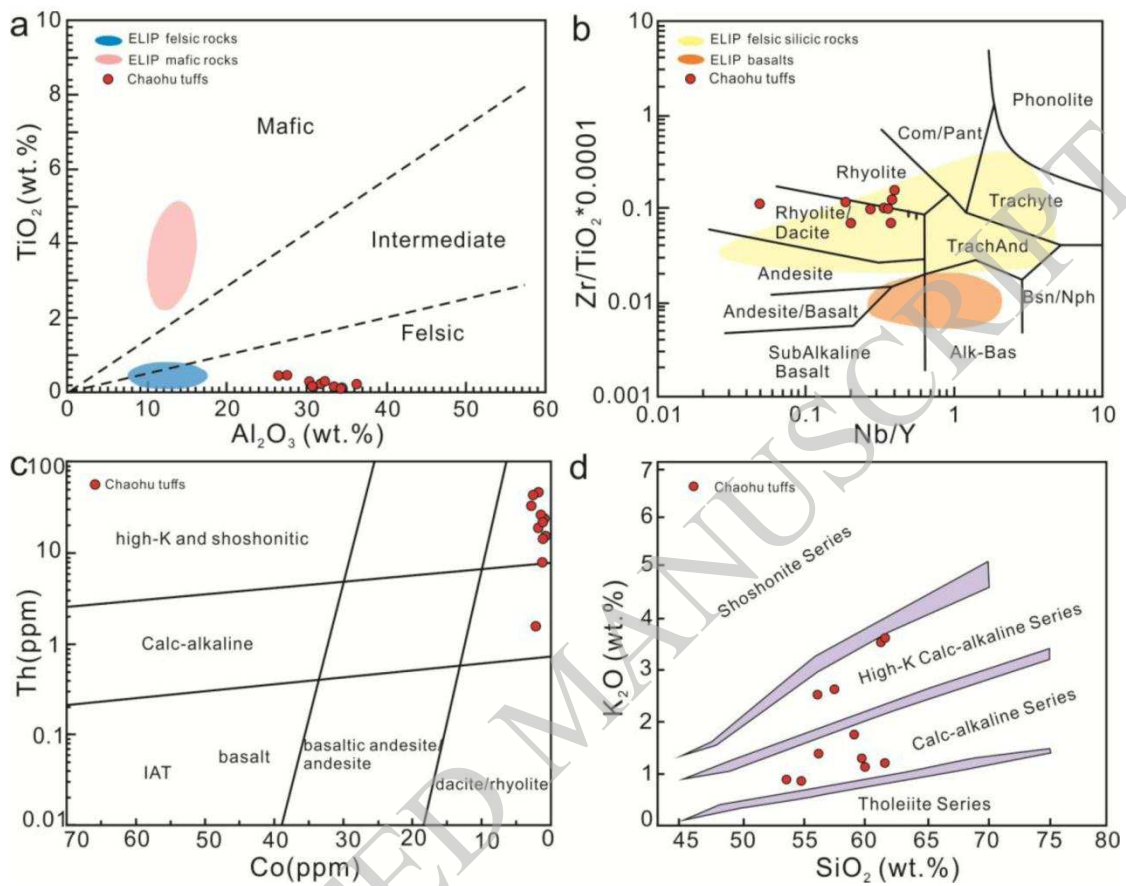 a
10
8
6
4
2
0
TiO₂ (wt.%)
ELIP felsic rocks
ELIP mafic rocks
Chaohu tuffs
Mafic
Intermediate
Felsic
0 10 20 30 40 50 60
Al₂O₃ (wt.%)
b
10
1
0.1
0.01
0.001
Zr/TiO₂*0.0001
ELIP felsic silicic rocks
ELIP basalts
Chaohu tuffs
Phonolite
Com/Pant
Rhyolite
Trachyte
Rhyolite/
Dacite
TrachAnd
Andesite
Bsn/Nph
Andesite/Basalt
SubAlkaline
Basalt
Alk-Bas
0.01 0.1 1 10
Nb/Y
c
100
10
1
0.1
0.01
Th(ppm)
Chaohu tuffs
high-K and shoshonitic
Calc-alkaline
IAT
basalt
basaltic andesite/
andesite
dacite/rhyolite
70 60 50 40 30 20 10 0
Co(ppm)
d
7
6
5
4
3
2
1
0
K₂O (wt.%)
Chaohu tuffs
Shoshonite Series
High-K Calc-alkaline Series
Calc-alkaline Series
Tholeiite Series
45 50 60 70 80
SiO₂ (wt.%)
TED MANUSCRIPT